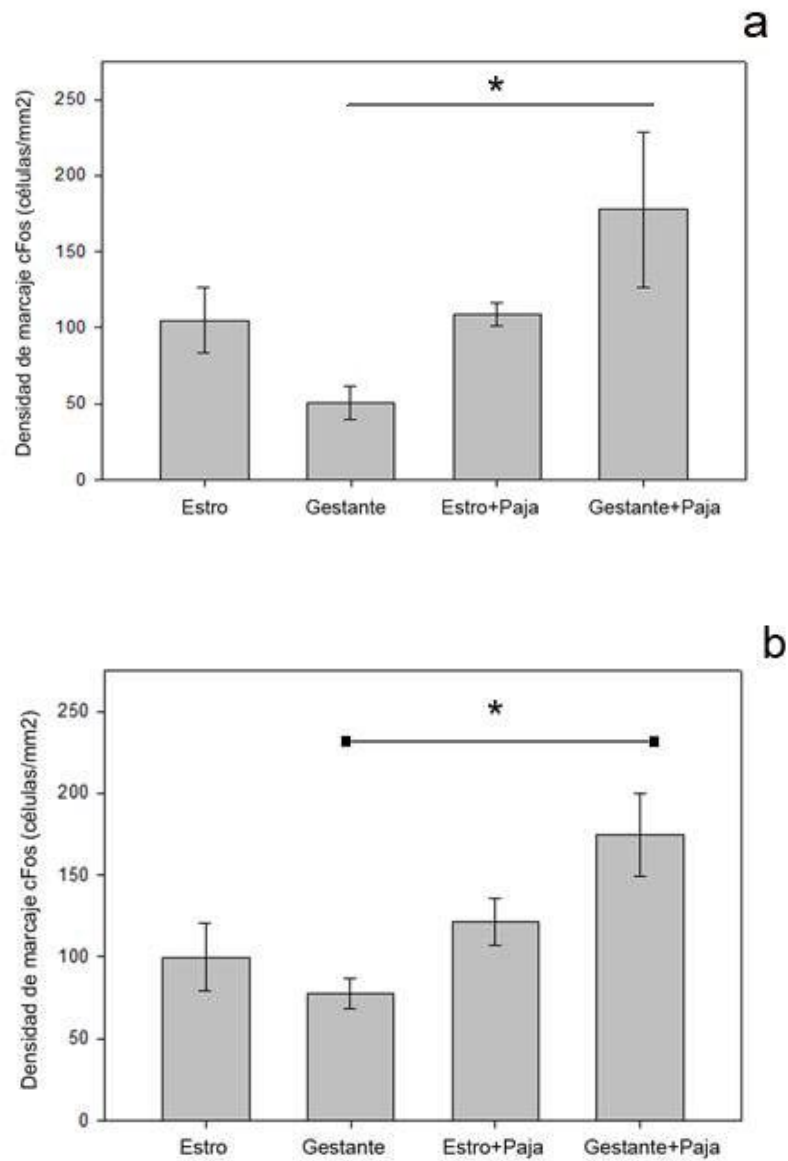 a
Densidad de marcaje cFos (células/mm2)
250
*
200
150
100
50
0
Estro Gestante Estro+Paja Gestante+Paja
b
Densidad de marcaje cFos (células/mm2)
250
*
200
150
100
50
0
Estro Gestante Estro+Paja Gestante+Paja